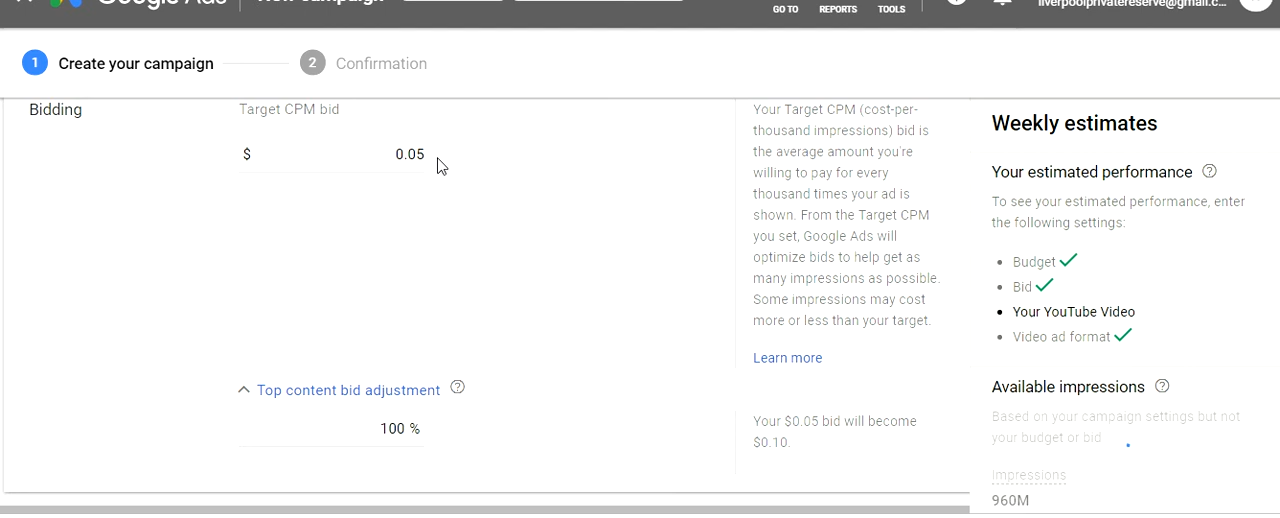 Google Ads
New campaign
GO TO
REPORTS
TOOLS
liverpoolprivatereserve@gmail.c...
1
Create your campaign
2
Confirmation
Bidding
Target CPM bid
$
0.05
Your Target CPM (cost-per-
thousand impressions) bid is
the average amount you're
willing to pay for every
thousand times your ad is
shown. From the Target CPM
you set, Google Ads will
optimize bids to help get as
many impressions as possible.
Some impressions may cost
more or less than your target.
Learn more
Top content bid adjustment
100 %
Your $0.05 bid will become
$0.10.
Weekly estimates
Your estimated performance
To see your estimated performance, enter
the following settings:
Budget
Bid
Your YouTube Video
Video ad format
Available impressions
Based on your campaign settings but not
your budget or bid
Impressions
960M